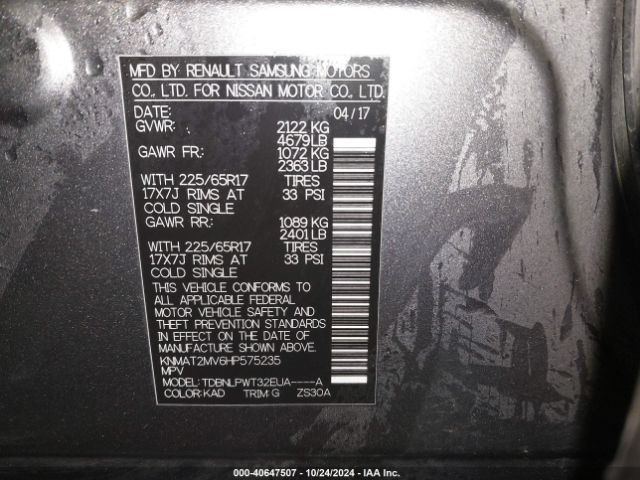 MFD BY RENAULT SAMSUNG MOTORS
CO., LTD. FOR NISSAN MOTOR CO., LTD.
DATE: 04/17
GVWR: 2122 KG
4679LB
GAWR FR: 1072 KG
2363LB
WITH 225/65R17 TIRES
17X7J RIMS AT 33 PSI
COLD SINGLE
GAWR RR: 1089 KG
2401LB
WITH 225/65R17 TIRES
17X7J RIMS AT 33 PSI
COLD SINGLE
THIS VEHICLE CONFORMS TO
ALL APPLICABLE FEDERAL
MOTOR VEHICLE SAFETY AND
THEFT PREVENTION STANDARDS
IN EFFECT ON THE DATE OF
MANUFACTURE SHOWN ABOVE.
KNMAT2MV6HP575235
MPV
MODEL: TDBNLPWT32EUA----A
COLOR: KAD TRIM: G ZS30A
000-40647507 - 10/24/2024 - IAA Inc.